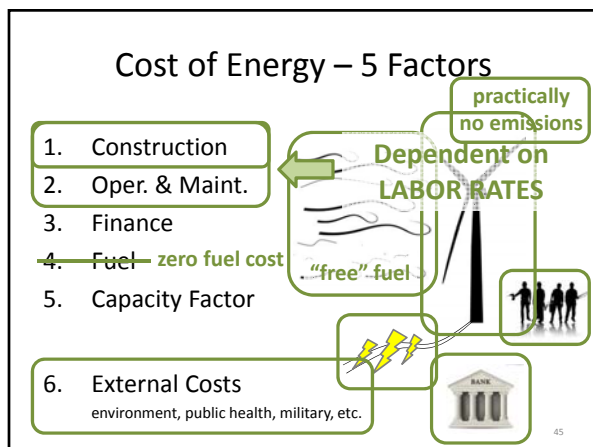 Cost of Energy – 5 Factors
practically
no emissions
1. Construction
Dependent on
LABOR RATES
2. Oper. & Maint.
3. Finance
4. Fuel zero fuel cost
"free" fuel
5. Capacity Factor
6. External Costs
environment, public health, military, etc.
BANK
45